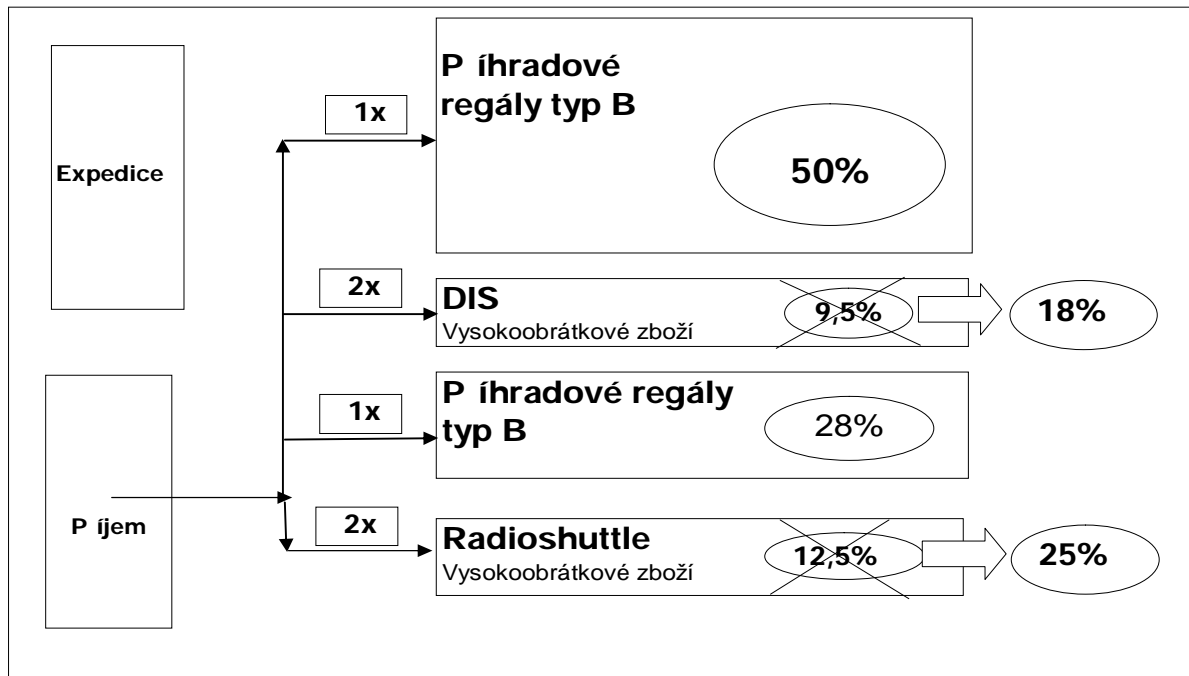 Expedice
P íjem
1x
P íhradové
regály typ B
50%
2x
DIS
Vysokoobrátkové zboží
9,5%
18%
1x
P íhradové regály
typ B
28%
2x
Radioshuttle
Vysokoobrátkové zboží
12,5%
25%